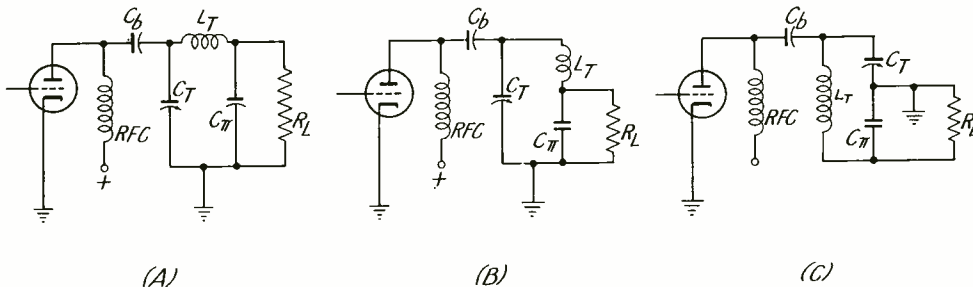 C_b L_T
C_T C_π R_L
RFC
+
(A)
C_b
C_T L_T
RFC C_π R_L
+
(B)
C_b
C_T
RFC L_T
C_π R_L
(C)